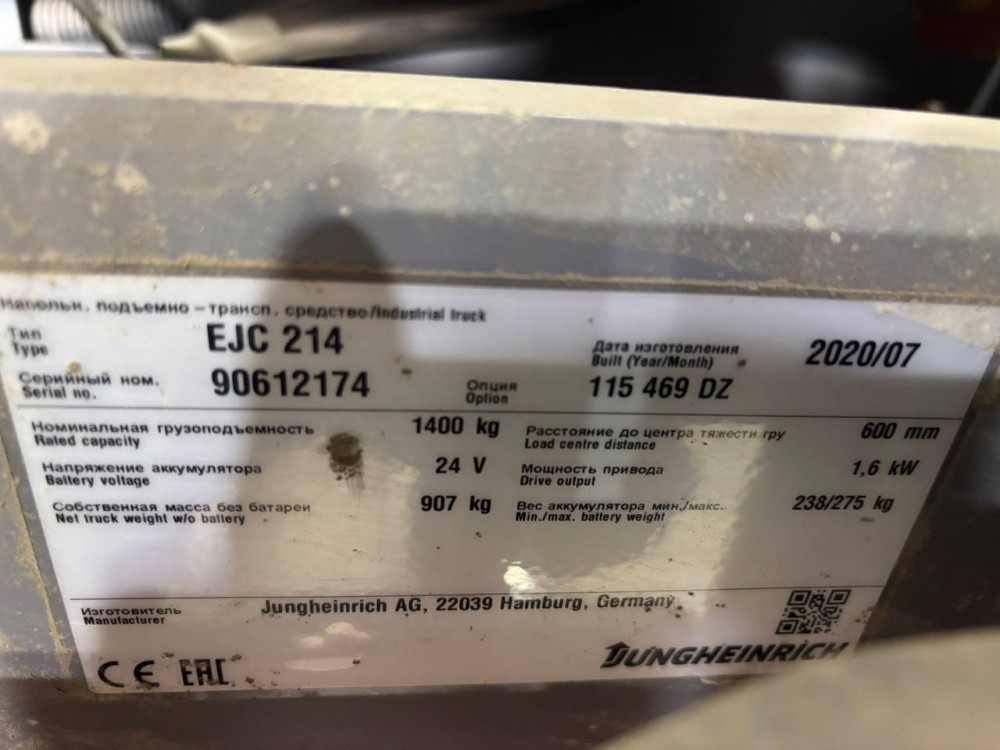 Напольн. подъемно-трансп. средство/Industrial truck
Тип
Type
EJC 214
Дата изготовления
Built (Year/Month)
2020/07
Серийный ном.
Serial no.
90612174
Опция
Option
115 469 DZ
Номинальная грузоподъемность
Rated capacity
1400 kg
Расстояние до центра тяжести гру
Load centre distance
600 mm
Напряжение аккумулятора
Battery voltage
24 V
Мощность привода
Drive output
1,6 kW
Собственная масса без батареи
Net truck weight w/o battery
907 kg
Вес аккумулятора мин./макс.
Min./max. battery weight
238/275 kg
Изготовитель
Manufacturer
Jungheinrich AG, 22039 Hamburg, Germany
CE EAC
JUNGHEINRICH